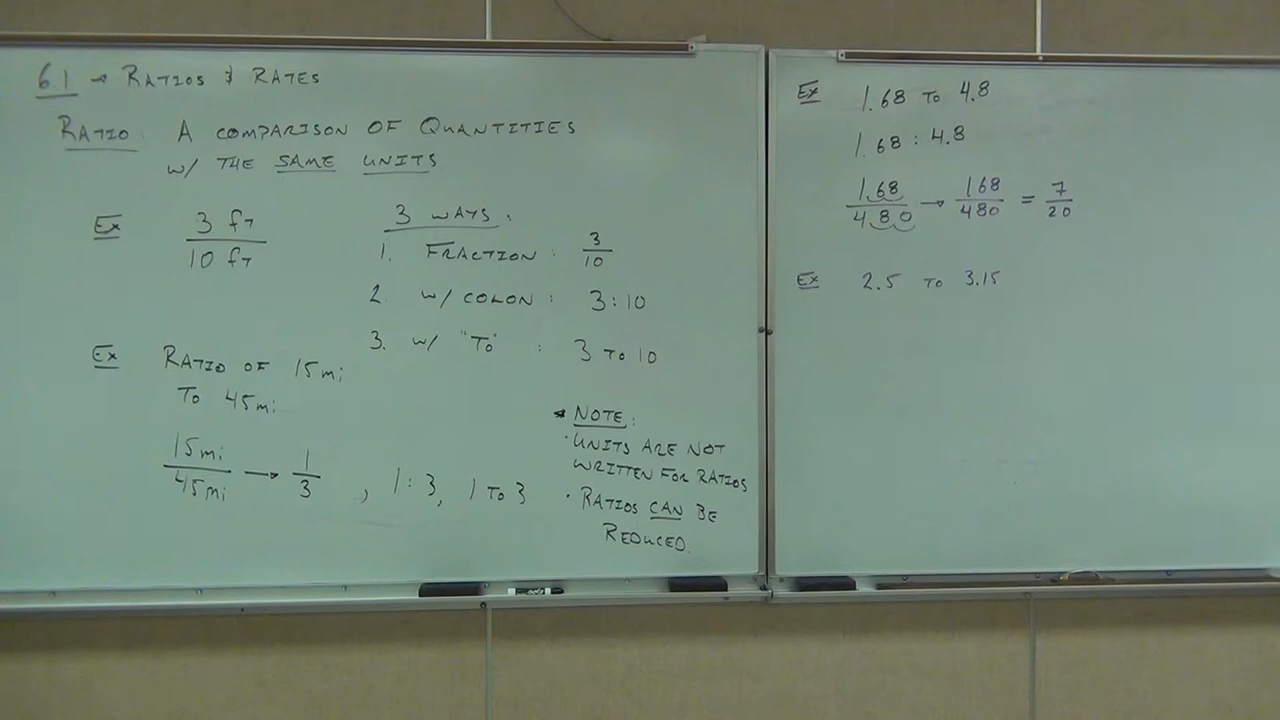 6.1 → RATIOS & RATES
RATIO: A COMPARISON OF QUANTITIES
W/ THE SAME UNITS
Ex 3 fT / 10 fT
3 WAYS:
1. FRACTION: 3/10
2. W/ COLON: 3:10
3. W/ "TO": 3 TO 10
Ex RATIO OF 15mi
TO 45mi
15mi / 45mi → 1/3, 1:3, 1 TO 3
* NOTE:
· UNITS ARE NOT
WRITTEN FOR RATIOS
· RATIOS CAN BE
REDUCED.
Ex 1.68 TO 4.8
1.68 : 4.8
1.68 / 4.80 → 168 / 480 = 7/20
Ex 2.5 TO 3.15